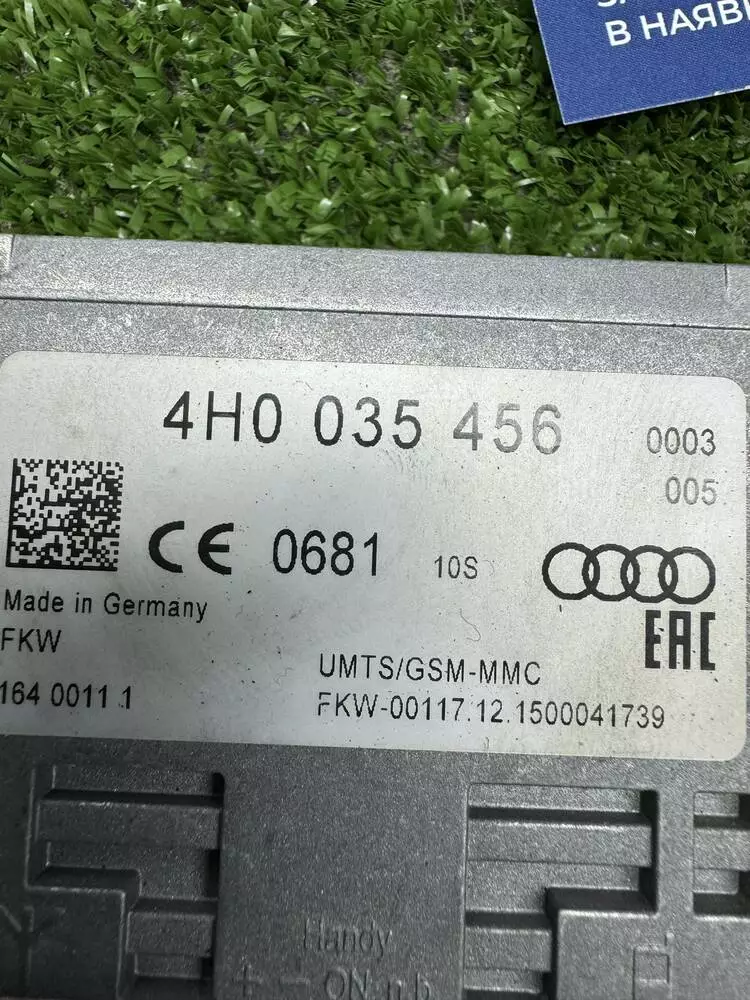 В НАЯВ
4H0 035 456 0003
005
CE 0681 10S
EAC
Made in Germany
FKW
UMTS/GSM-MMC
164 0011 1
FKW-00117.12.1500041739
Handy
+ - ON n.b